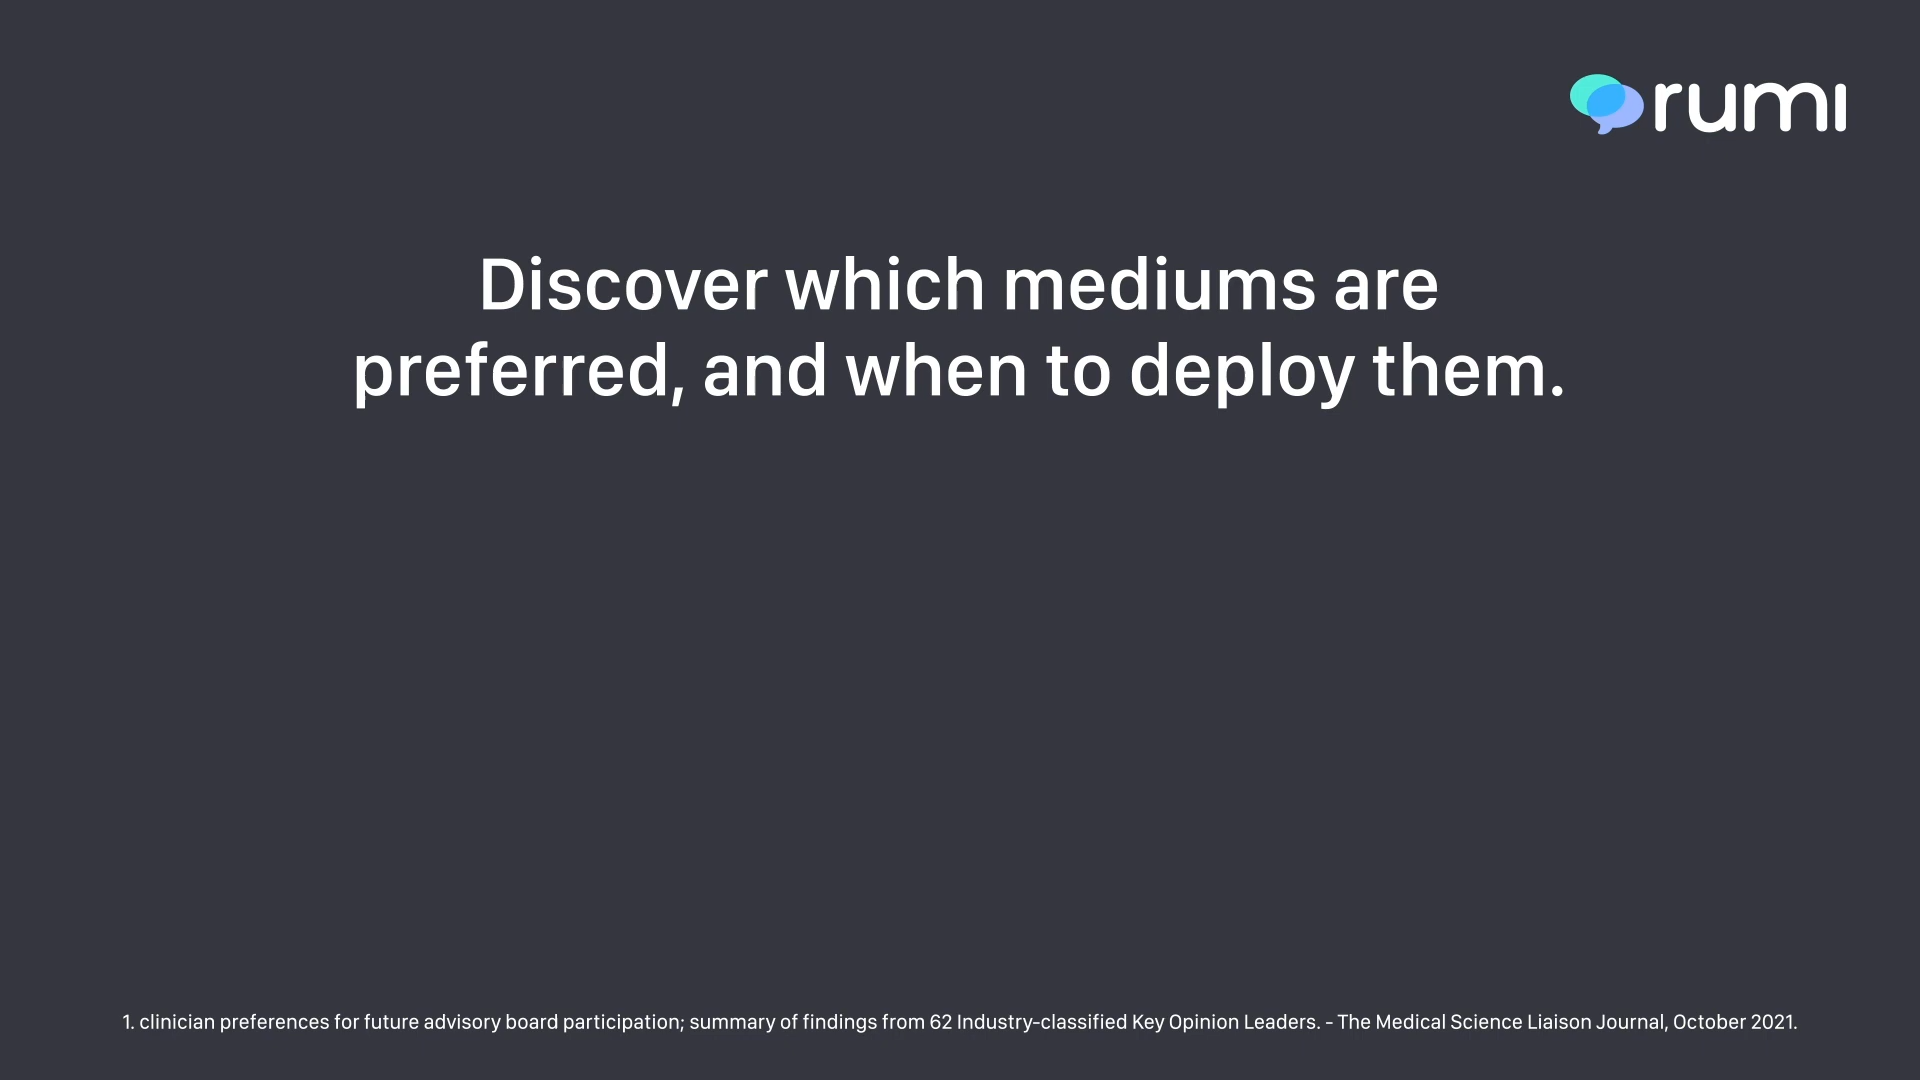 rumi
Discover which mediums are
preferred, and when to deploy them.
1. clinician preferences for future advisory board participation; summary of findings from 62 Industry-classified Key Opinion Leaders. - The Medical Science Liaison Journal, October 2021.